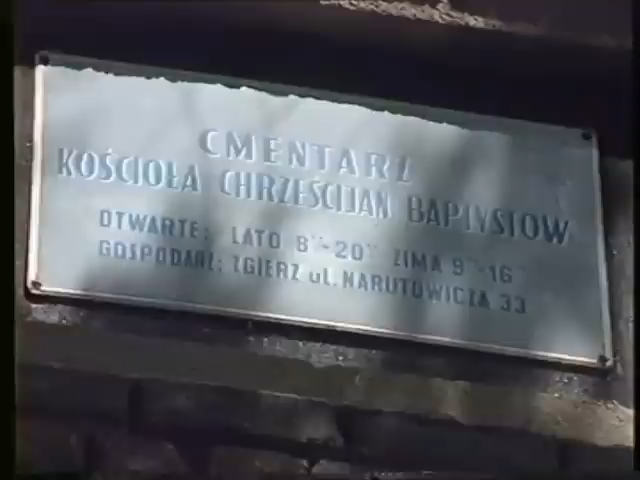 CMENTARZ
KOŚCIOŁA CHRZEŚCIJAN BAPTYSTÓW
OTWARTE: LATO 8⁰⁰-20⁰⁰ ZIMA 9⁰⁰-16⁰⁰
GOSPODARZ: ZGIERZ UL. NARUTOWICZA 33